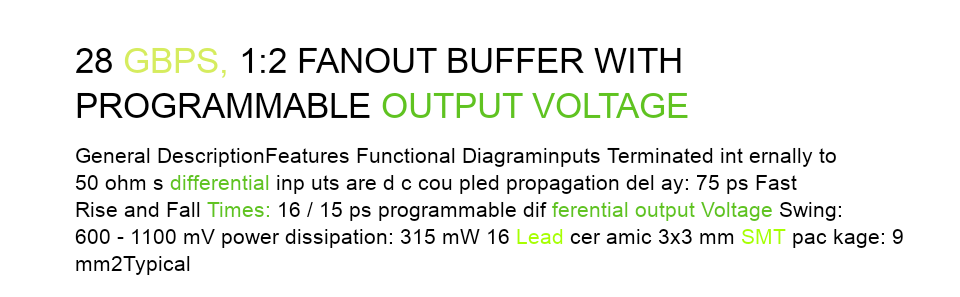 28 GBPS, 1:2 FANOUT BUFFER WITH
PROGRAMMABLE OUTPUT VOLTAGE
General DescriptionFeatures Functional Diagraminputs Terminated int ernally to
50 ohm s differential inp uts are d c cou pled propagation del ay: 75 ps Fast
Rise and Fall Times: 16 / 15 ps programmable dif ferential output Voltage Swing:
600 - 1100 mV power dissipation: 315 mW 16 Lead cer amic 3x3 mm SMT pac kage: 9
mm2Typical